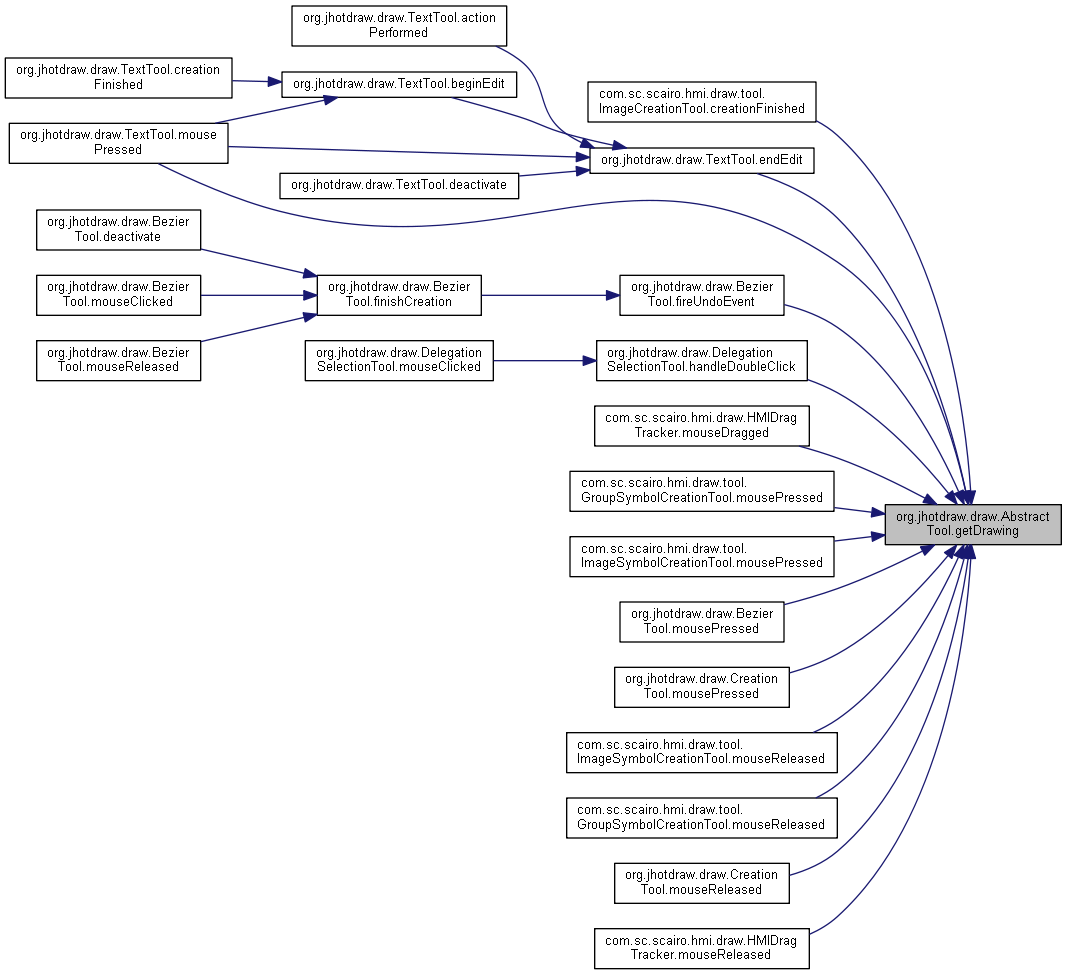 org.jhotdraw.draw.TextTool.action
Performed
org.jhotdraw.draw.TextTool.creation
Finished
org.jhotdraw.draw.TextTool.beginEdit
com.sc.scairo.hmi.draw.tool.
ImageCreationTool.creationFinished
org.jhotdraw.draw.TextTool.mouse
Pressed
org.jhotdraw.draw.TextTool.endEdit
org.jhotdraw.draw.TextTool.deactivate
org.jhotdraw.draw.Bezier
Tool.deactivate
org.jhotdraw.draw.Bezier
Tool.mouseClicked
org.jhotdraw.draw.Bezier
Tool.finishCreation
org.jhotdraw.draw.Bezier
Tool.fireUndoEvent
org.jhotdraw.draw.Bezier
Tool.mouseReleased
org.jhotdraw.draw.Delegation
SelectionTool.mouseClicked
org.jhotdraw.draw.Delegation
SelectionTool.handleDoubleClick
com.sc.scairo.hmi.draw.HMIDrag
Tracker.mouseDragged
com.sc.scairo.hmi.draw.tool.
GroupSymbolCreationTool.mousePressed
org.jhotdraw.draw.Abstract
Tool.getDrawing
com.sc.scairo.hmi.draw.tool.
ImageSymbolCreationTool.mousePressed
org.jhotdraw.draw.Bezier
Tool.mousePressed
org.jhotdraw.draw.Creation
Tool.mousePressed
com.sc.scairo.hmi.draw.tool.
ImageSymbolCreationTool.mouseReleased
com.sc.scairo.hmi.draw.tool.
GroupSymbolCreationTool.mouseReleased
org.jhotdraw.draw.Creation
Tool.mouseReleased
com.sc.scairo.hmi.draw.HMIDrag
Tracker.mouseReleased